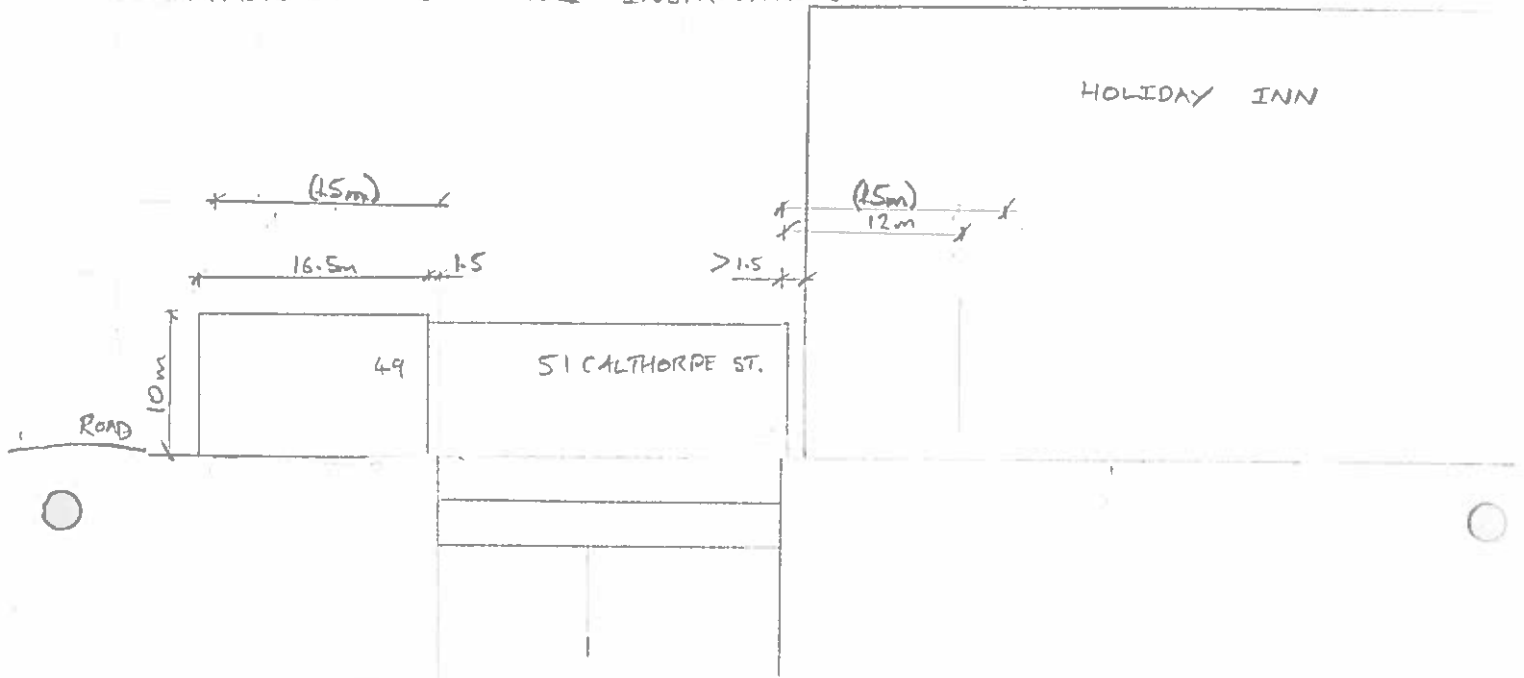 HOLIDAY INN
(15m) (15m)
12m
16.5m 1.5 >1.5
10m 49 51 CALTHORPE ST.
ROAD